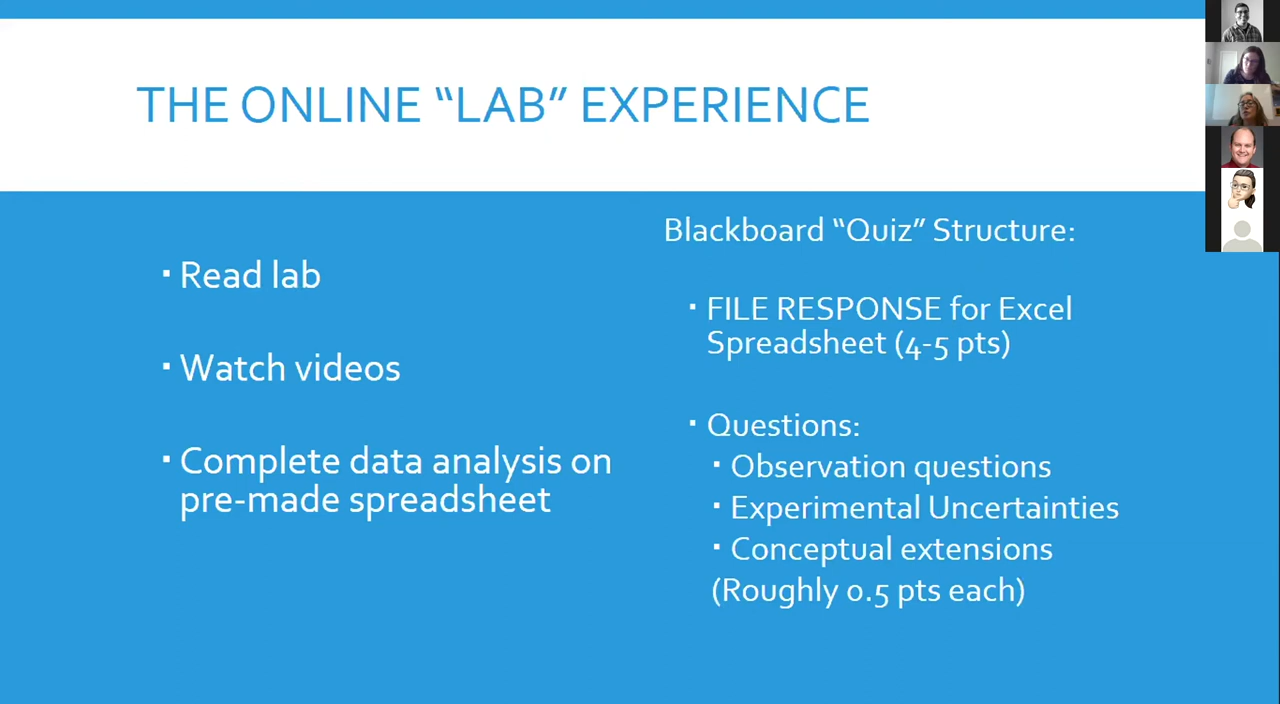 THE ONLINE “LAB” EXPERIENCE
▪ Read lab
▪ Watch videos
▪ Complete data analysis on
pre-made spreadsheet
Blackboard “Quiz” Structure:
▪ FILE RESPONSE for Excel
Spreadsheet (4-5 pts)
▪ Questions:
▪ Observation questions
▪ Experimental Uncertainties
▪ Conceptual extensions
(Roughly 0.5 pts each)